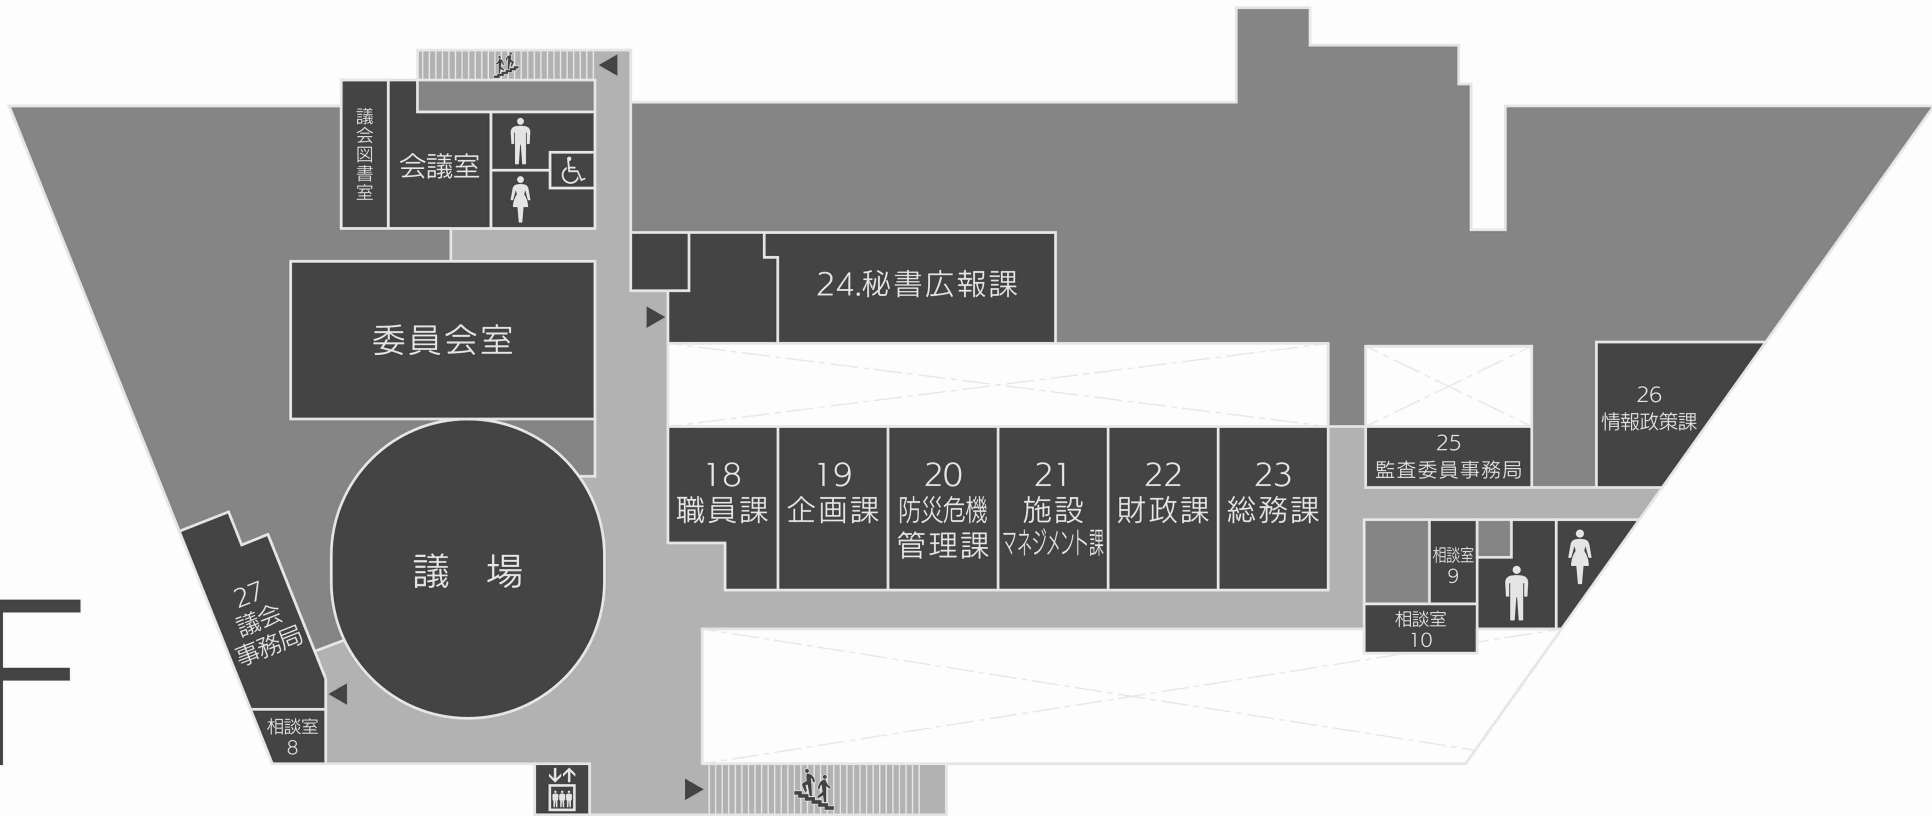 議会図書室
会議室
24.秘書広報課
委員会室
26
情報政策課
25
監査委員事務局
18
職員課
19
企画課
20
防災危機
管理課
21
施設
マネジメント課
22
財政課
23
総務課
議 場
相談室
9
相談室
10
27
議会
事務局
相談室
8